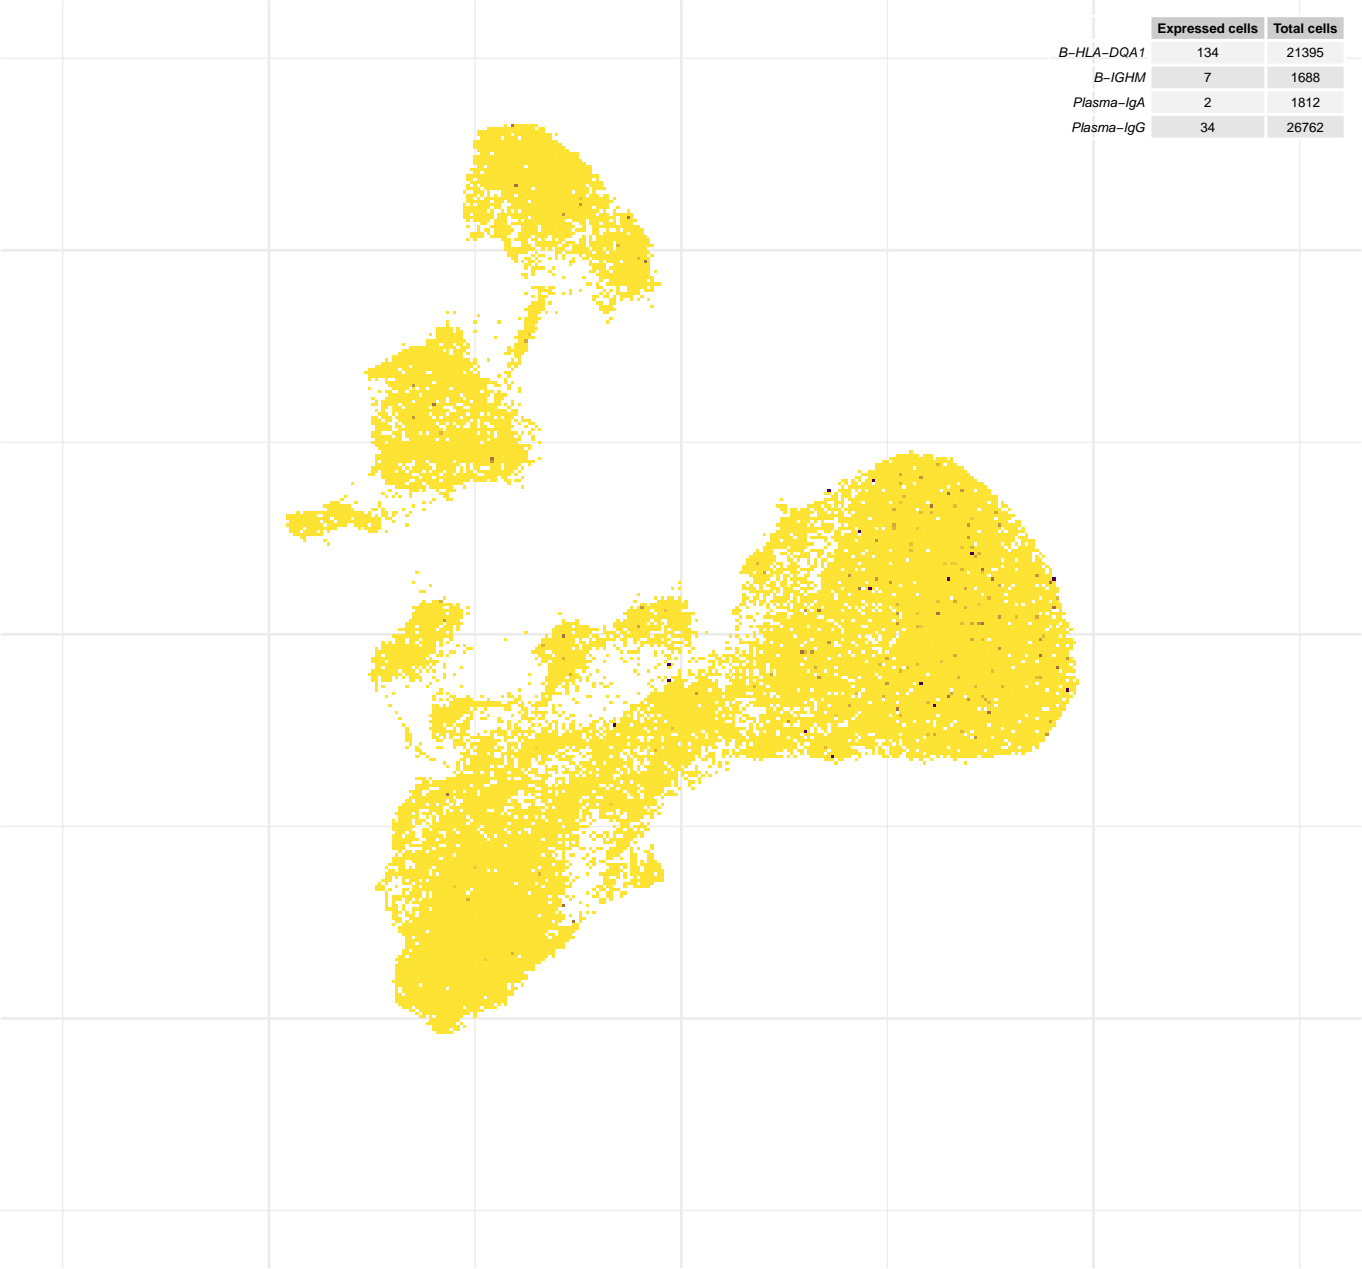 Expressed cells Total cells
B−HLA−DQA1 134 21395
B−IGHM 7 1688
Plasma−IgA 2 1812
Plasma−IgG 34 26762